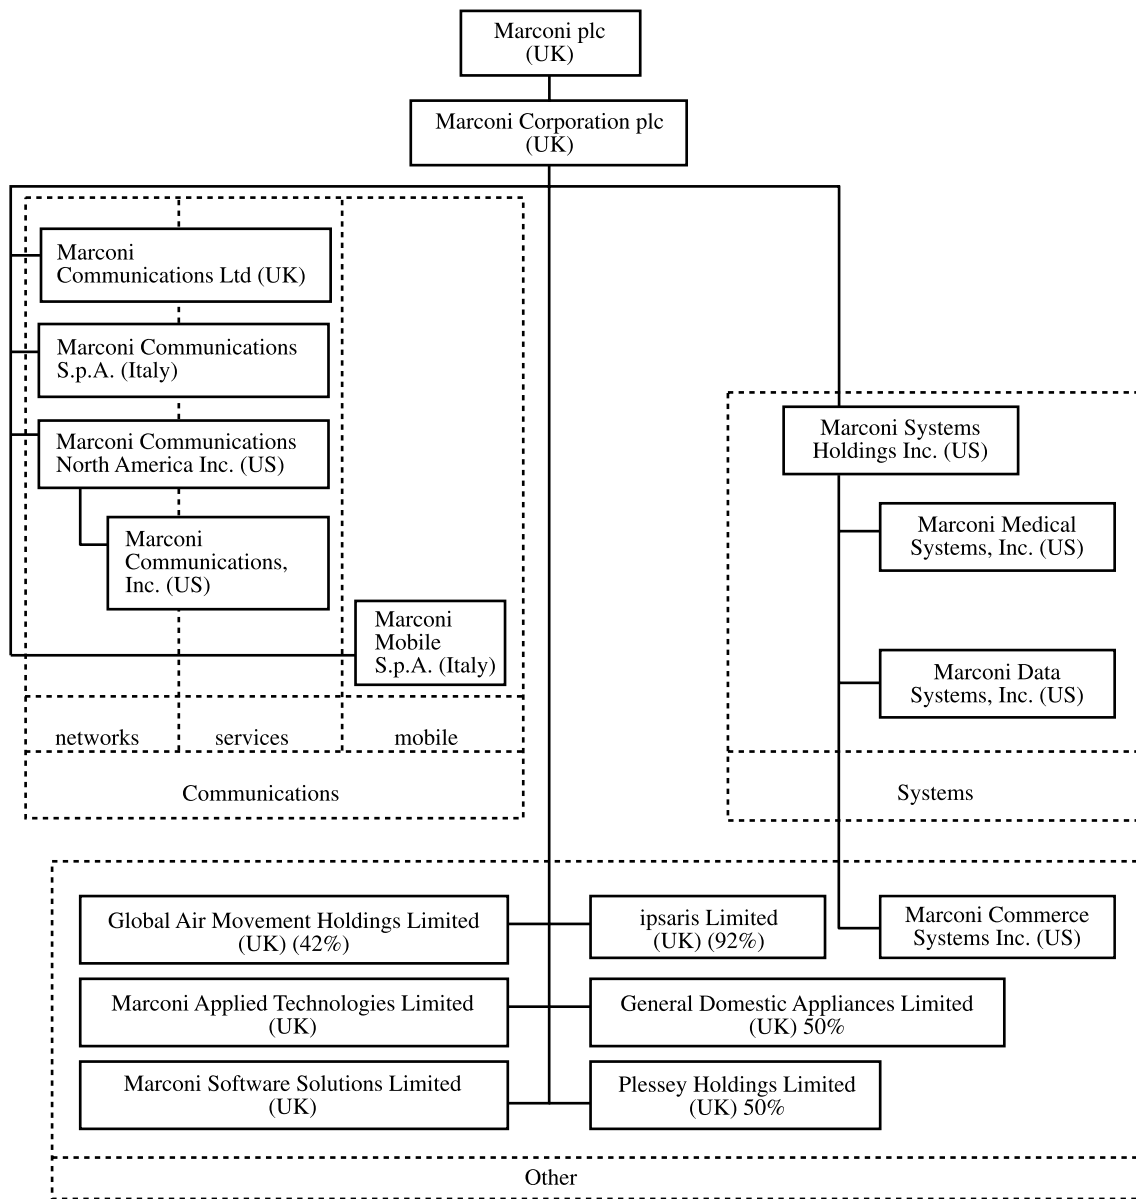 Marconi plc
(UK)
Marconi Corporation plc
(UK)
Marconi
Communications Ltd (UK)
Marconi Communications
S.p.A. (Italy)
Marconi Communications
North America Inc. (US)
Marconi
Communications,
Inc. (US)
Marconi
Mobile
S.p.A. (Italy)
networks
services
mobile
Communications
Marconi Systems
Holdings Inc. (US)
Marconi Medical
Systems, Inc. (US)
Marconi Data
Systems, Inc. (US)
Systems
Global Air Movement Holdings Limited
(UK) (42%)
ipsaris Limited
(UK) (92%)
Marconi Commerce
Systems Inc. (US)
Marconi Applied Technologies Limited
(UK)
General Domestic Appliances Limited
(UK) 50%
Marconi Software Solutions Limited
(UK)
Plessey Holdings Limited
(UK) 50%
Other